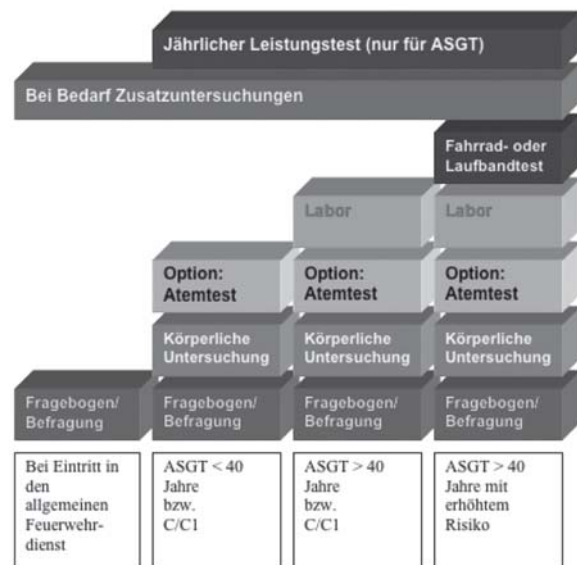 Jährlicher Leistungstest (nur für ASGT)
Bei Bedarf Zusatzuntersuchungen
Fahrrad- oder
Laufbandtest
Labor
Labor
Option:
Atemtest
Option:
Atemtest
Option:
Atemtest
Körperliche
Untersuchung
Körperliche
Untersuchung
Körperliche
Untersuchung
Fragebogen/
Befragung
Fragebogen/
Befragung
Fragebogen/
Befragung
Fragebogen/
Befragung
Bei Eintritt in
den
allgemeinen
Feuerwehr-
dienst
ASGT < 40
Jahre
bzw.
C/C1
ASGT > 40
Jahre
bzw.
C/C1
ASGT > 40
Jahre mit
erhöhtem
Risiko